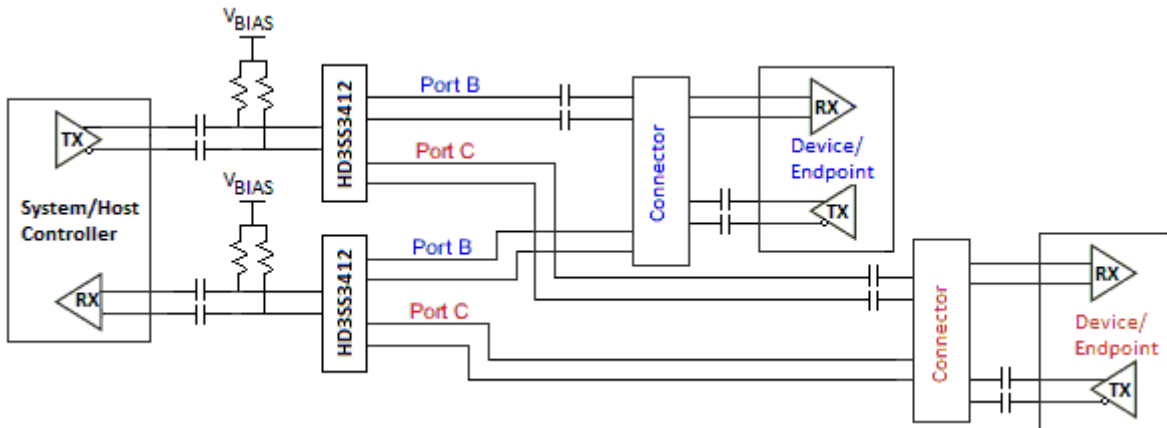 VBIAS
Port B
TX
HD3SS3412
RX
Port C
Connector
Device/
Endpoint
VBIAS
System/Host
Controller
TX
Port B
HD3SS3412
RX
RX
Port C
Connector
Device/
Endpoint
TX